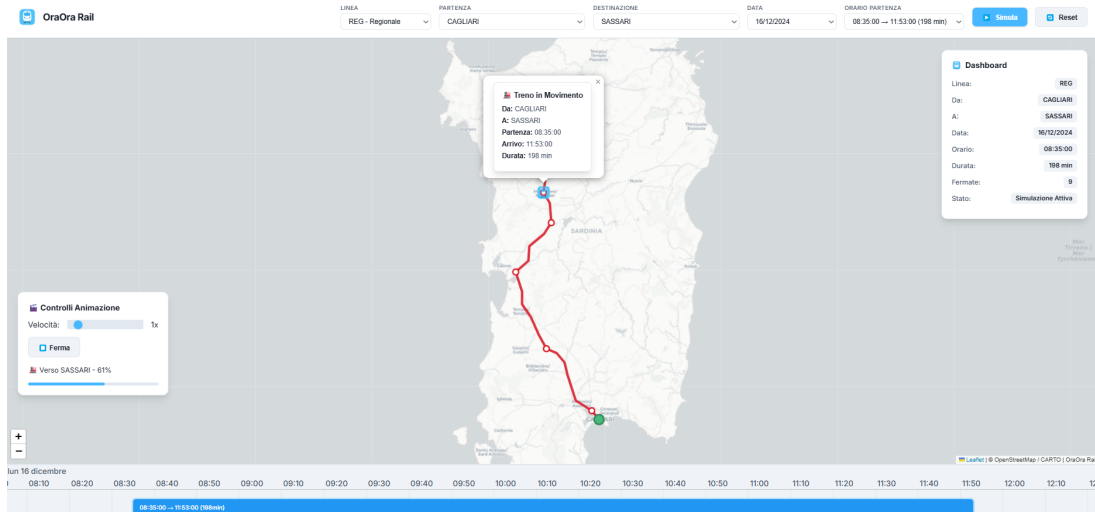 OraOra Rail
LINEA
REG - Regionale
PARTENZA
CAGLIARI
DESTINAZIONE
SASSARI
DATA
16/12/2024
ORARIO PARTENZA
08:35:00 → 11:53:00 (198 min)
Simula
Reset
×
Treno in Movimento
Da: CAGLIARI
A: SASSARI
Partenza: 08:35:00
Arrivo: 11:53:00
Durata: 198 min
Dashboard
Linea: REG
Da: CAGLIARI
A: SASSARI
Data: 16/12/2024
Orario: 08:35:00
Durata: 198 min
Fermate: 9
Stato: Simulazione Attiva
SARDINIA
Controlli Animazione
Velocità: 1x
Ferma
Verso SASSARI - 61%
+
−
Leaflet | © OpenStreetMap / CARTO | OraOra Rai
lun 16 dicembre
08:10 08:20 08:30 08:40 08:50 09:00 09:10 09:20 09:30 09:40 09:50 10:00 10:10 10:20 10:30 10:40 10:50 11:00 11:10 11:20 11:30 11:40 11:50 12:00 12:10
08:35:00 → 11:53:00 (198min)